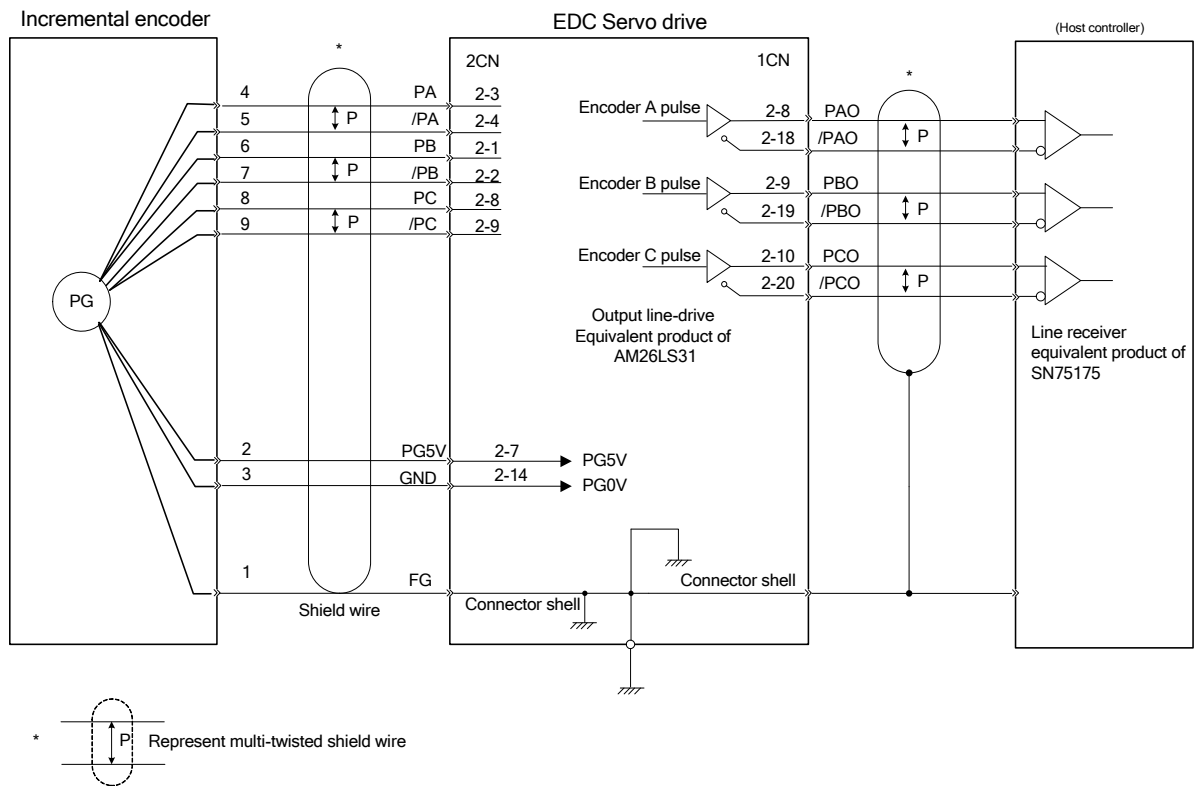 Incremental encoder
EDC Servo drive
(Host controller)
*
2CN
1CN
*
4 PA 2-3
P
5 /PA 2-4
6 PB 2-1
P
7 /PB 2-2
8 PC 2-8
P
9 /PC 2-9
Encoder A pulse 2-8 PAO
P
2-18 /PAO
Encoder B pulse 2-9 PBO
P
2-19 /PBO
Encoder C pulse 2-10 PCO
P
2-20 /PCO
PG
Output line-drive
Equivalent product of
AM26LS31
Line receiver
equivalent product of
SN75175
2 PG5V 2-7 PG5V
3 GND 2-14 PG0V
1 FG
Connector shell
Connector shell
Shield wire
* P Represent multi-twisted shield wire